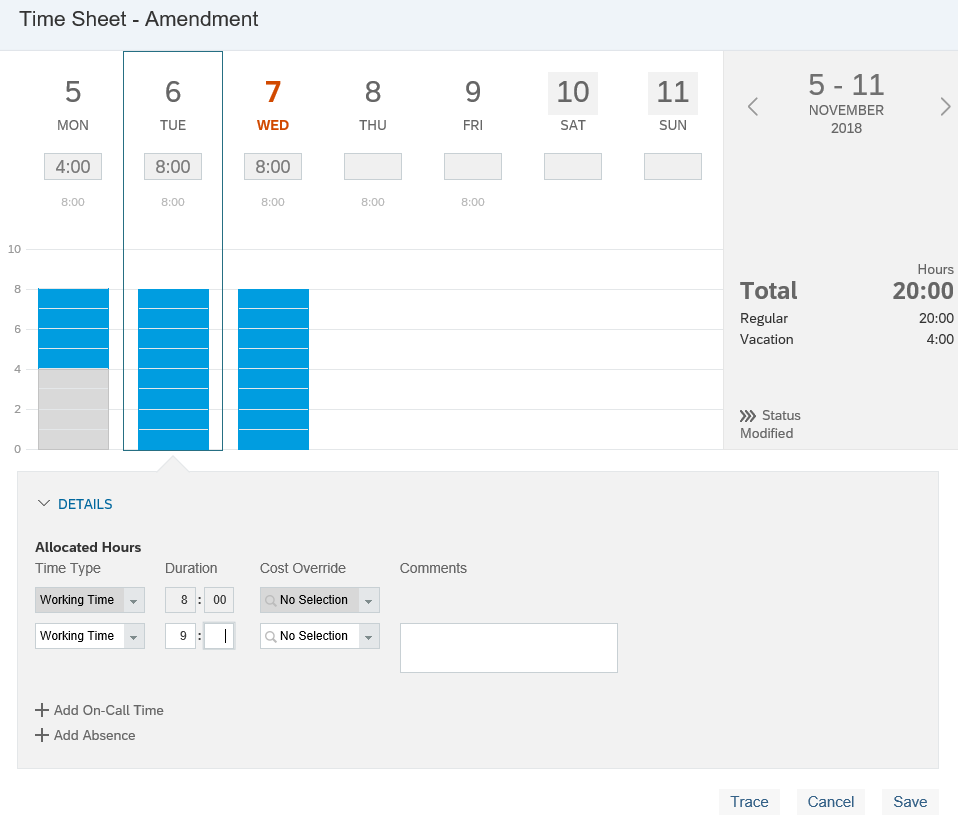 Time Sheet - Amendment
5 6 7 8 9 10 11
MON TUE WED THU FRI SAT SUN
4:00 8:00 8:00
8:00 8:00 8:00 8:00 8:00
10
8
6
4
2
0
5 - 11
NOVEMBER
2018
Hours
Total 20:00
Regular 20:00
Vacation 4:00
Status
Modified
DETAILS
Allocated Hours
Time Type Duration Cost Override Comments
Working Time 8 : 00 No Selection
Working Time 9 : No Selection
Add On-Call Time
Add Absence
Trace Cancel Save